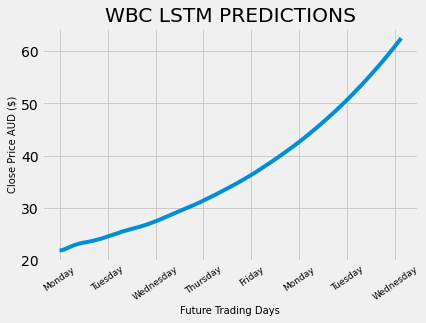 WBC LSTM PREDICTIONS
60
50
40
30
20
Close Price AUD ($)
Monday
Tuesday
Wednesday
Thursday
Friday
Monday
Tuesday
Wednesday
Future Trading Days